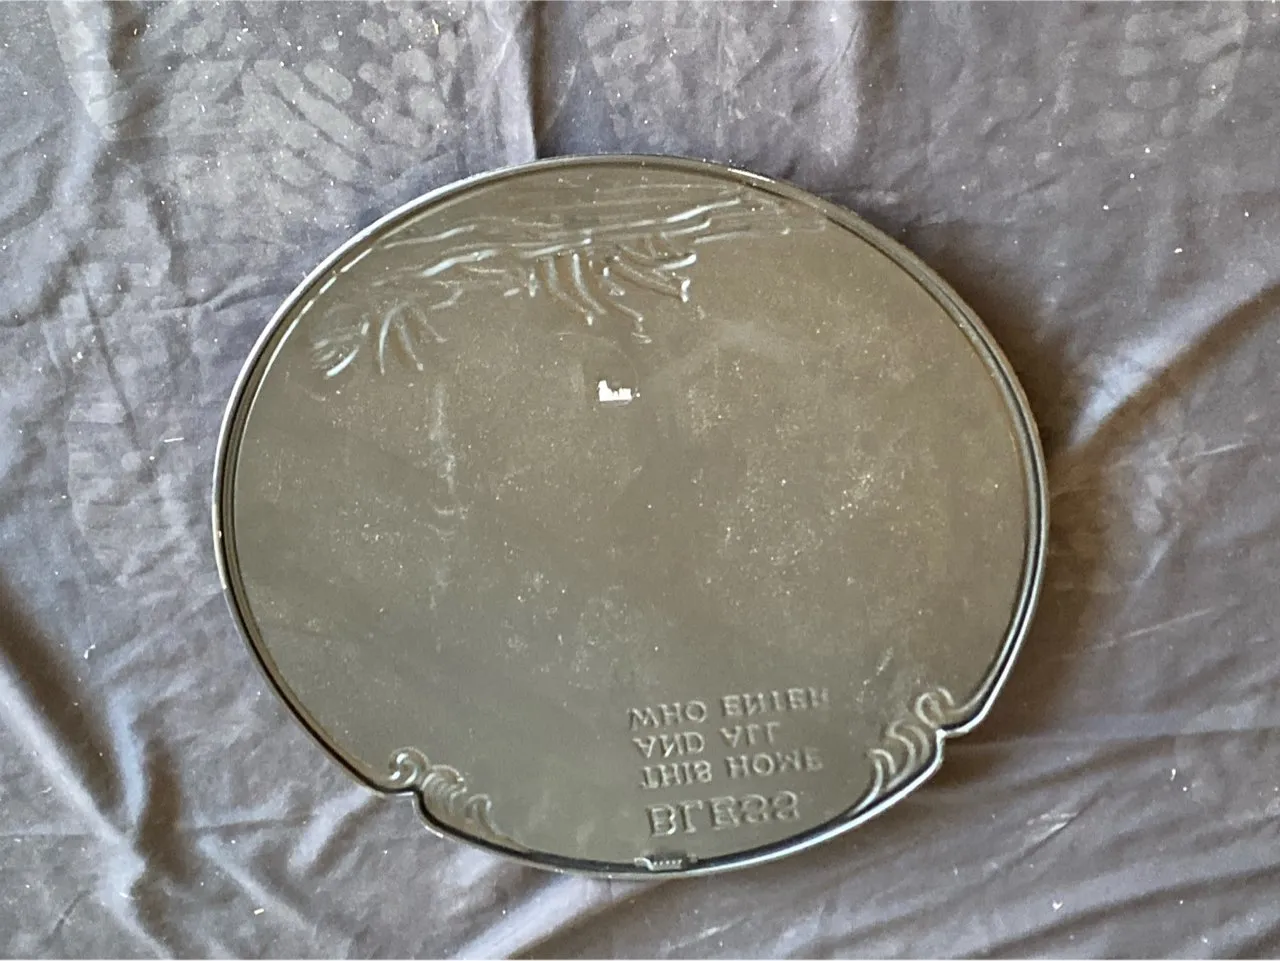 BLESS
THIS HOME
AND ALL
WHO ENTER